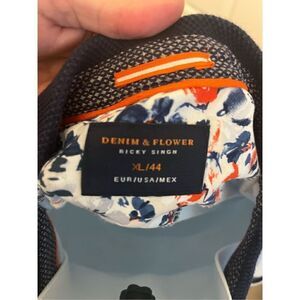 DENIM & FLOWER
RICKY SINGH
XL/44
EUR/USA/MEX